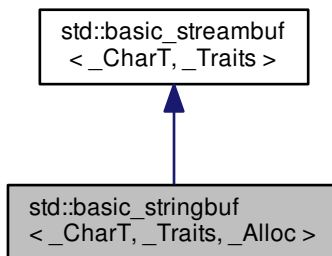 std::basic_streambuf
< _CharT, _Traits >
std::basic_stringbuf
< _CharT, _Traits, _Alloc >